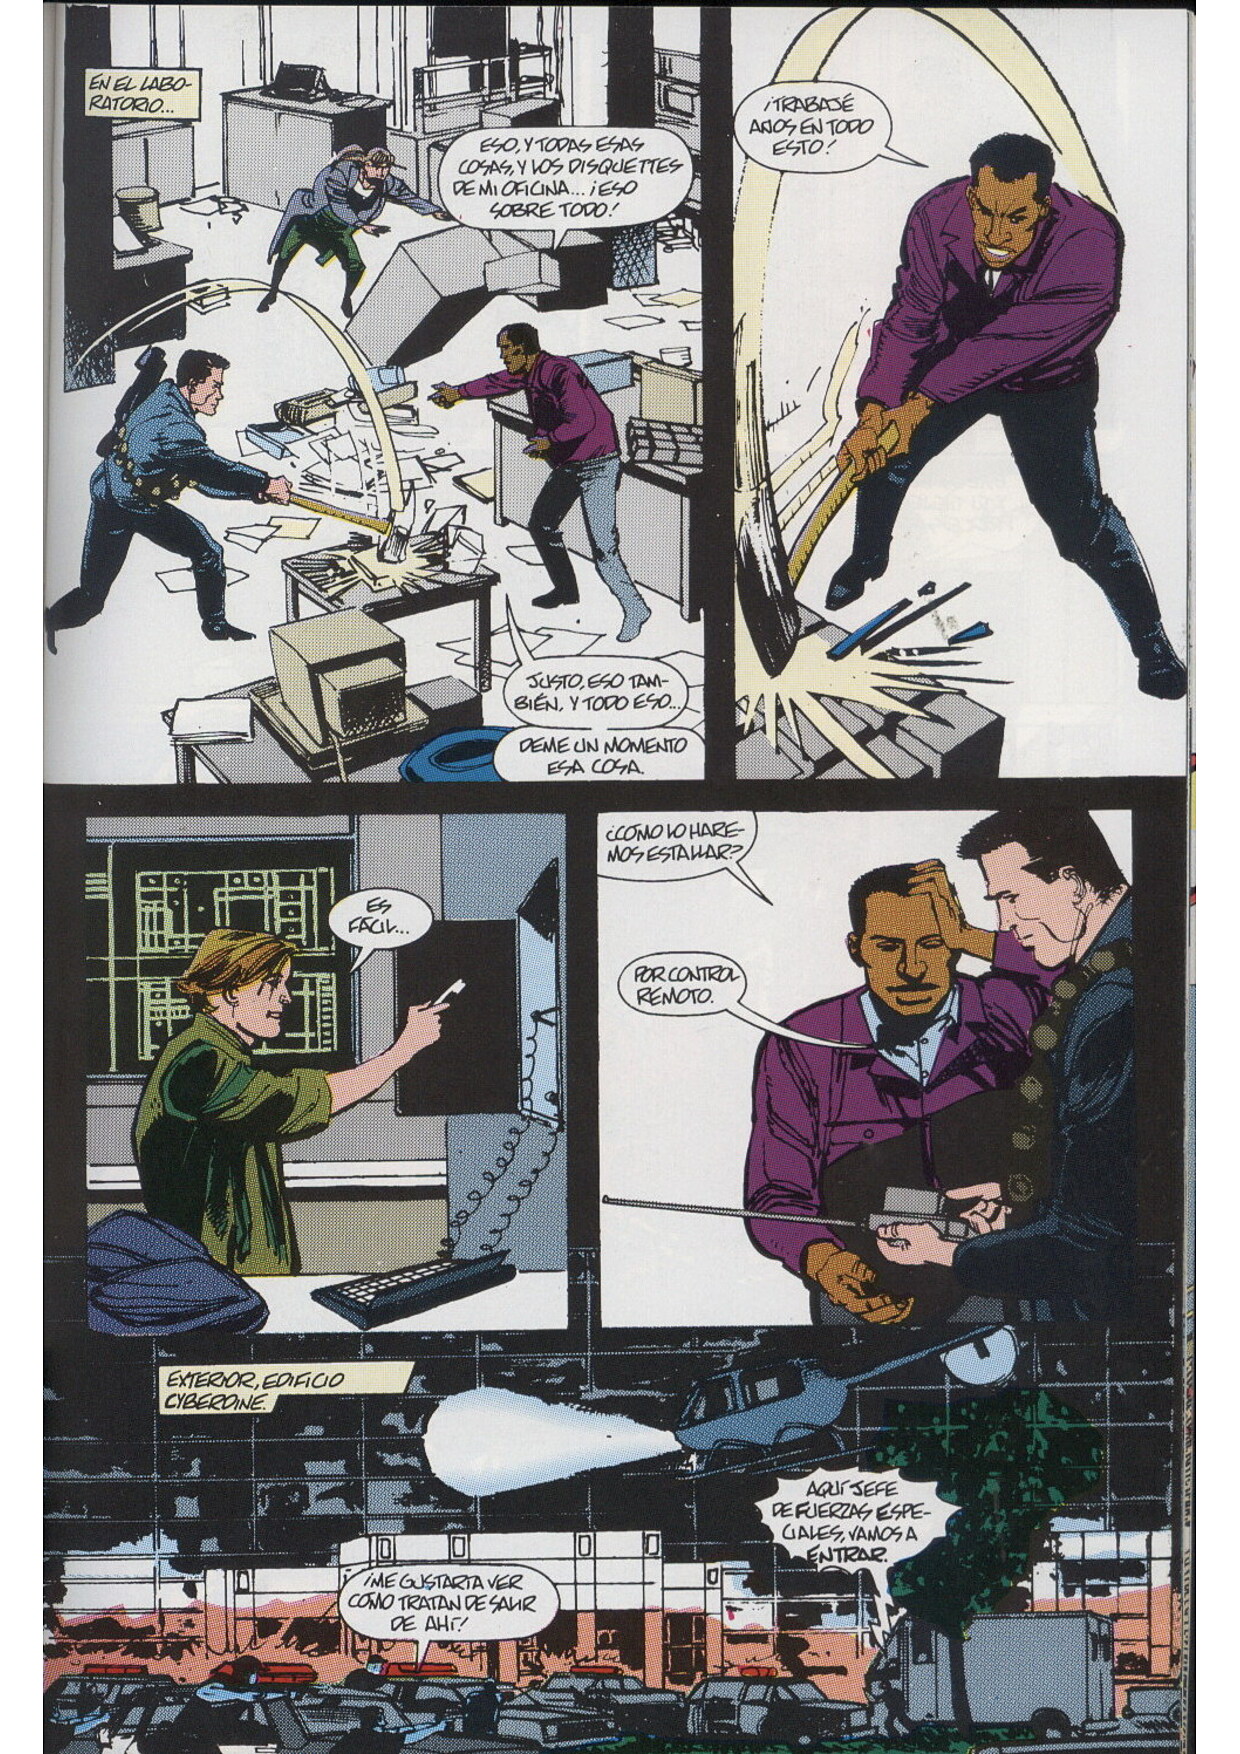 EN EL LABO-
RATORIO...
ESO, Y TODAS ESAS
COSAS, Y LOS DISQUETTES
DE MI OFICINA... ¡ESO
SOBRE TODO!
JUSTO, ESO TAM-
BIÉN, Y TODO ESO...
DEME UN MOMENTO
ESA COSA.
¡TRABAJÉ
AÑOS EN TODO
ESTO!
ES
FÁCIL...
¿CÓMO LO HARE-
MOS ESTALLAR?
POR CONTROL
REMOTO.
EXTERIOR, EDIFICIO
CYBERDINE.
AQUÍ JEFE
DE FUERZAS ESPE-
CIALES, VAMOS A
ENTRAR.
¡ME GUSTARÍA VER
CÓMO TRATAN DE SALIR
DE AHÍ!